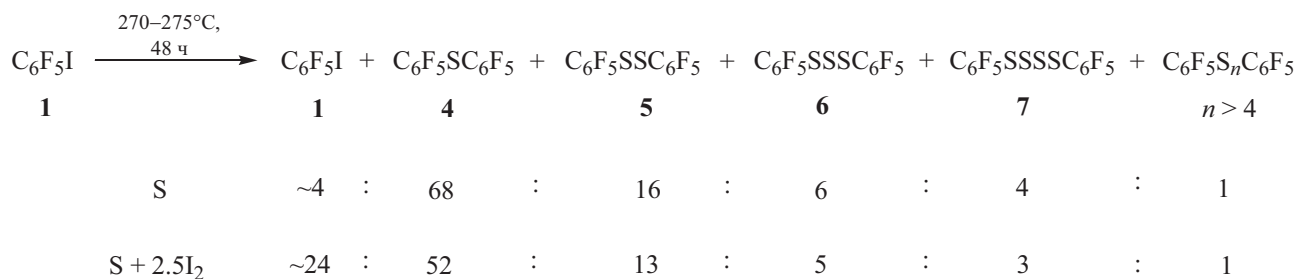 270–275°C,
48 ч
C₆F₅I C₆F₅I + C₆F₅SC₆F₅ + C₆F₅SSC₆F₅ + C₆F₅SSSC₆F₅ + C₆F₅SSSSC₆F₅ + C₆F₅SₙC₆F₅
1 1 4 5 6 7 n > 4
S ~4 : 68 : 16 : 6 : 4 : 1
S + 2.5I₂ ~24 : 52 : 13 : 5 : 3 : 1